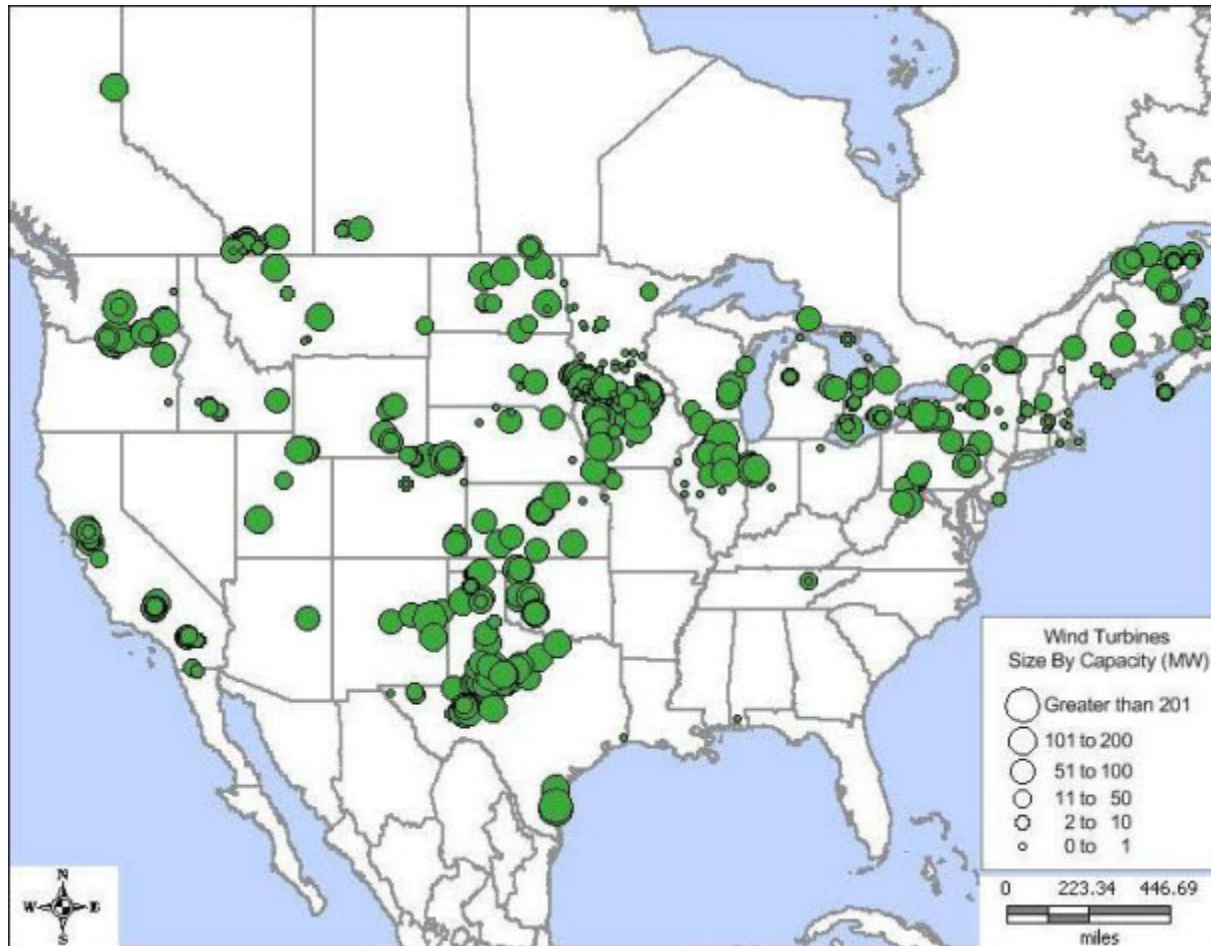 Wind Turbines
Size By Capacity (MW)
Greater than 201
101 to 200
51 to 100
11 to 50
2 to 10
0 to 1
N
W E
S
0 223.34 446.69
miles